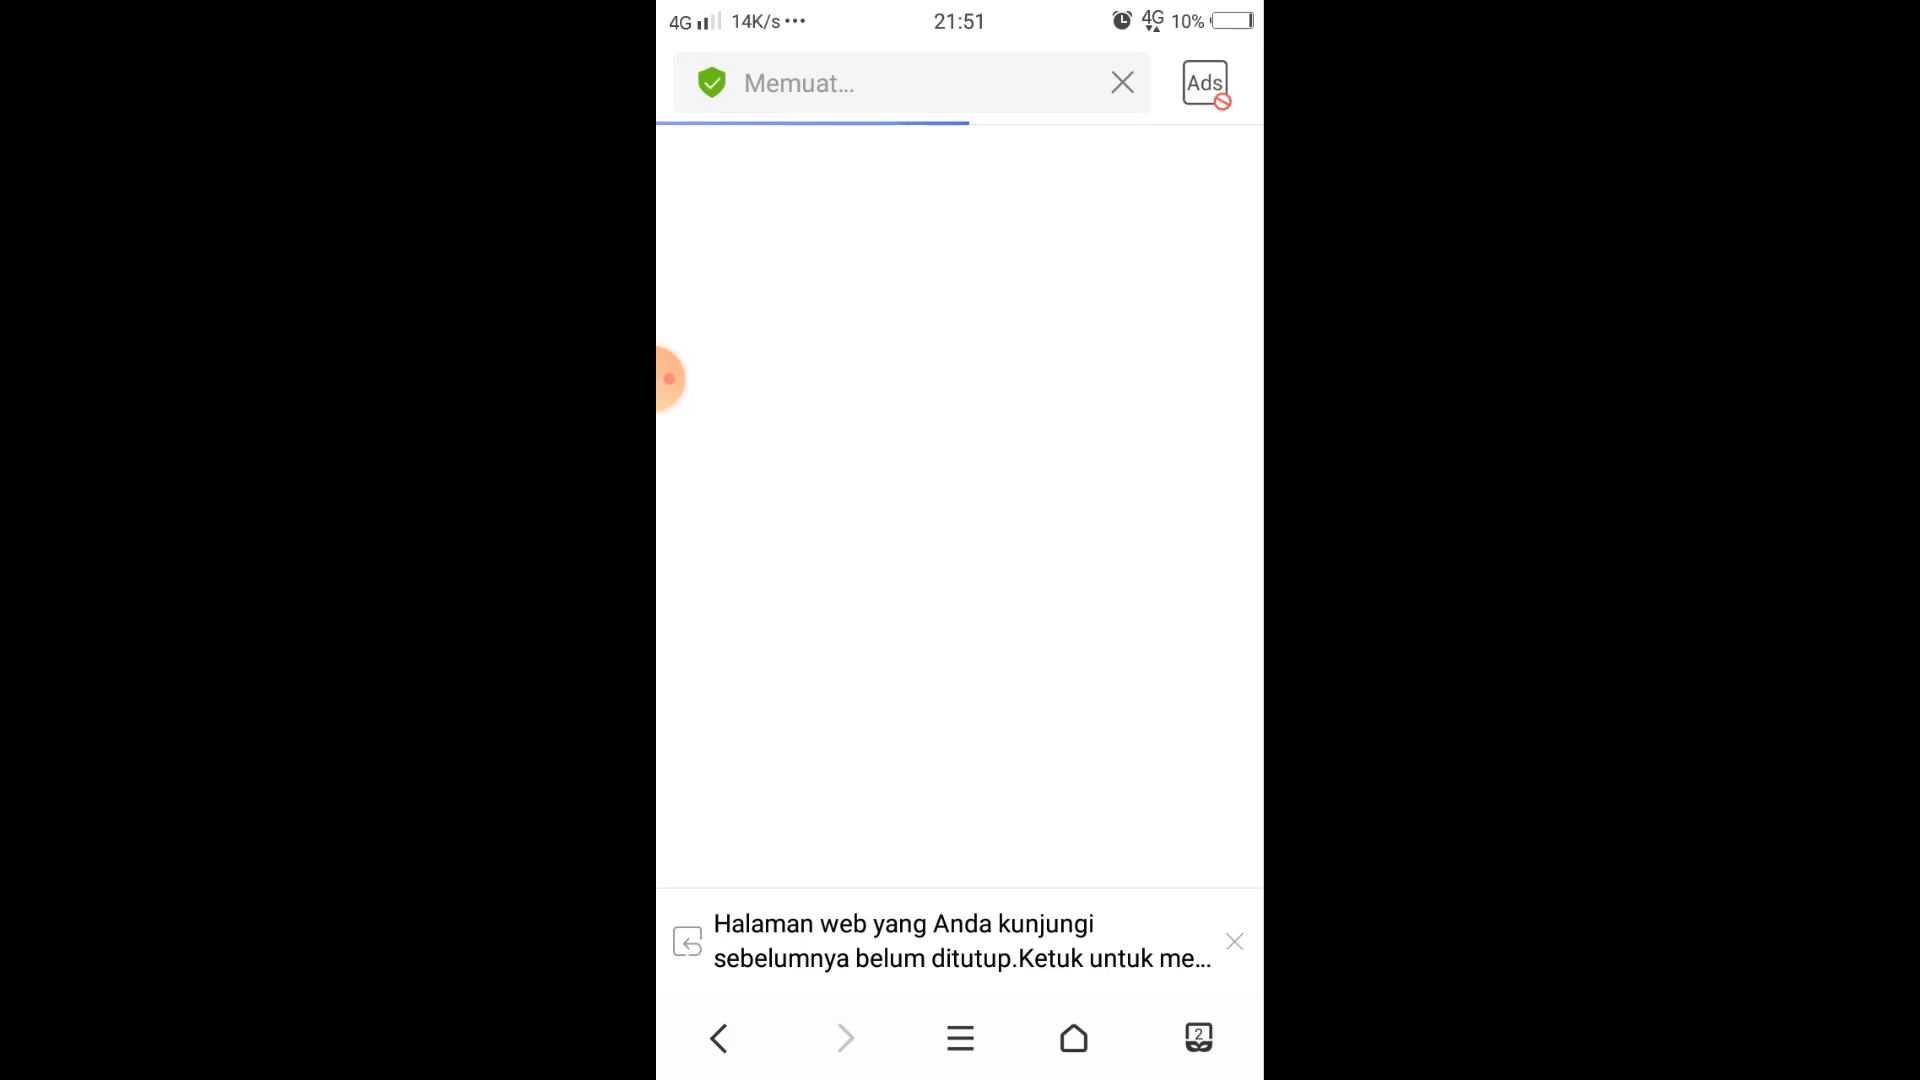 4G 14K/s ••• 21:51 4G 10%
Memuat... Ads
Halaman web yang Anda kunjungi
sebelumnya belum ditutup.Ketuk untuk me...
2